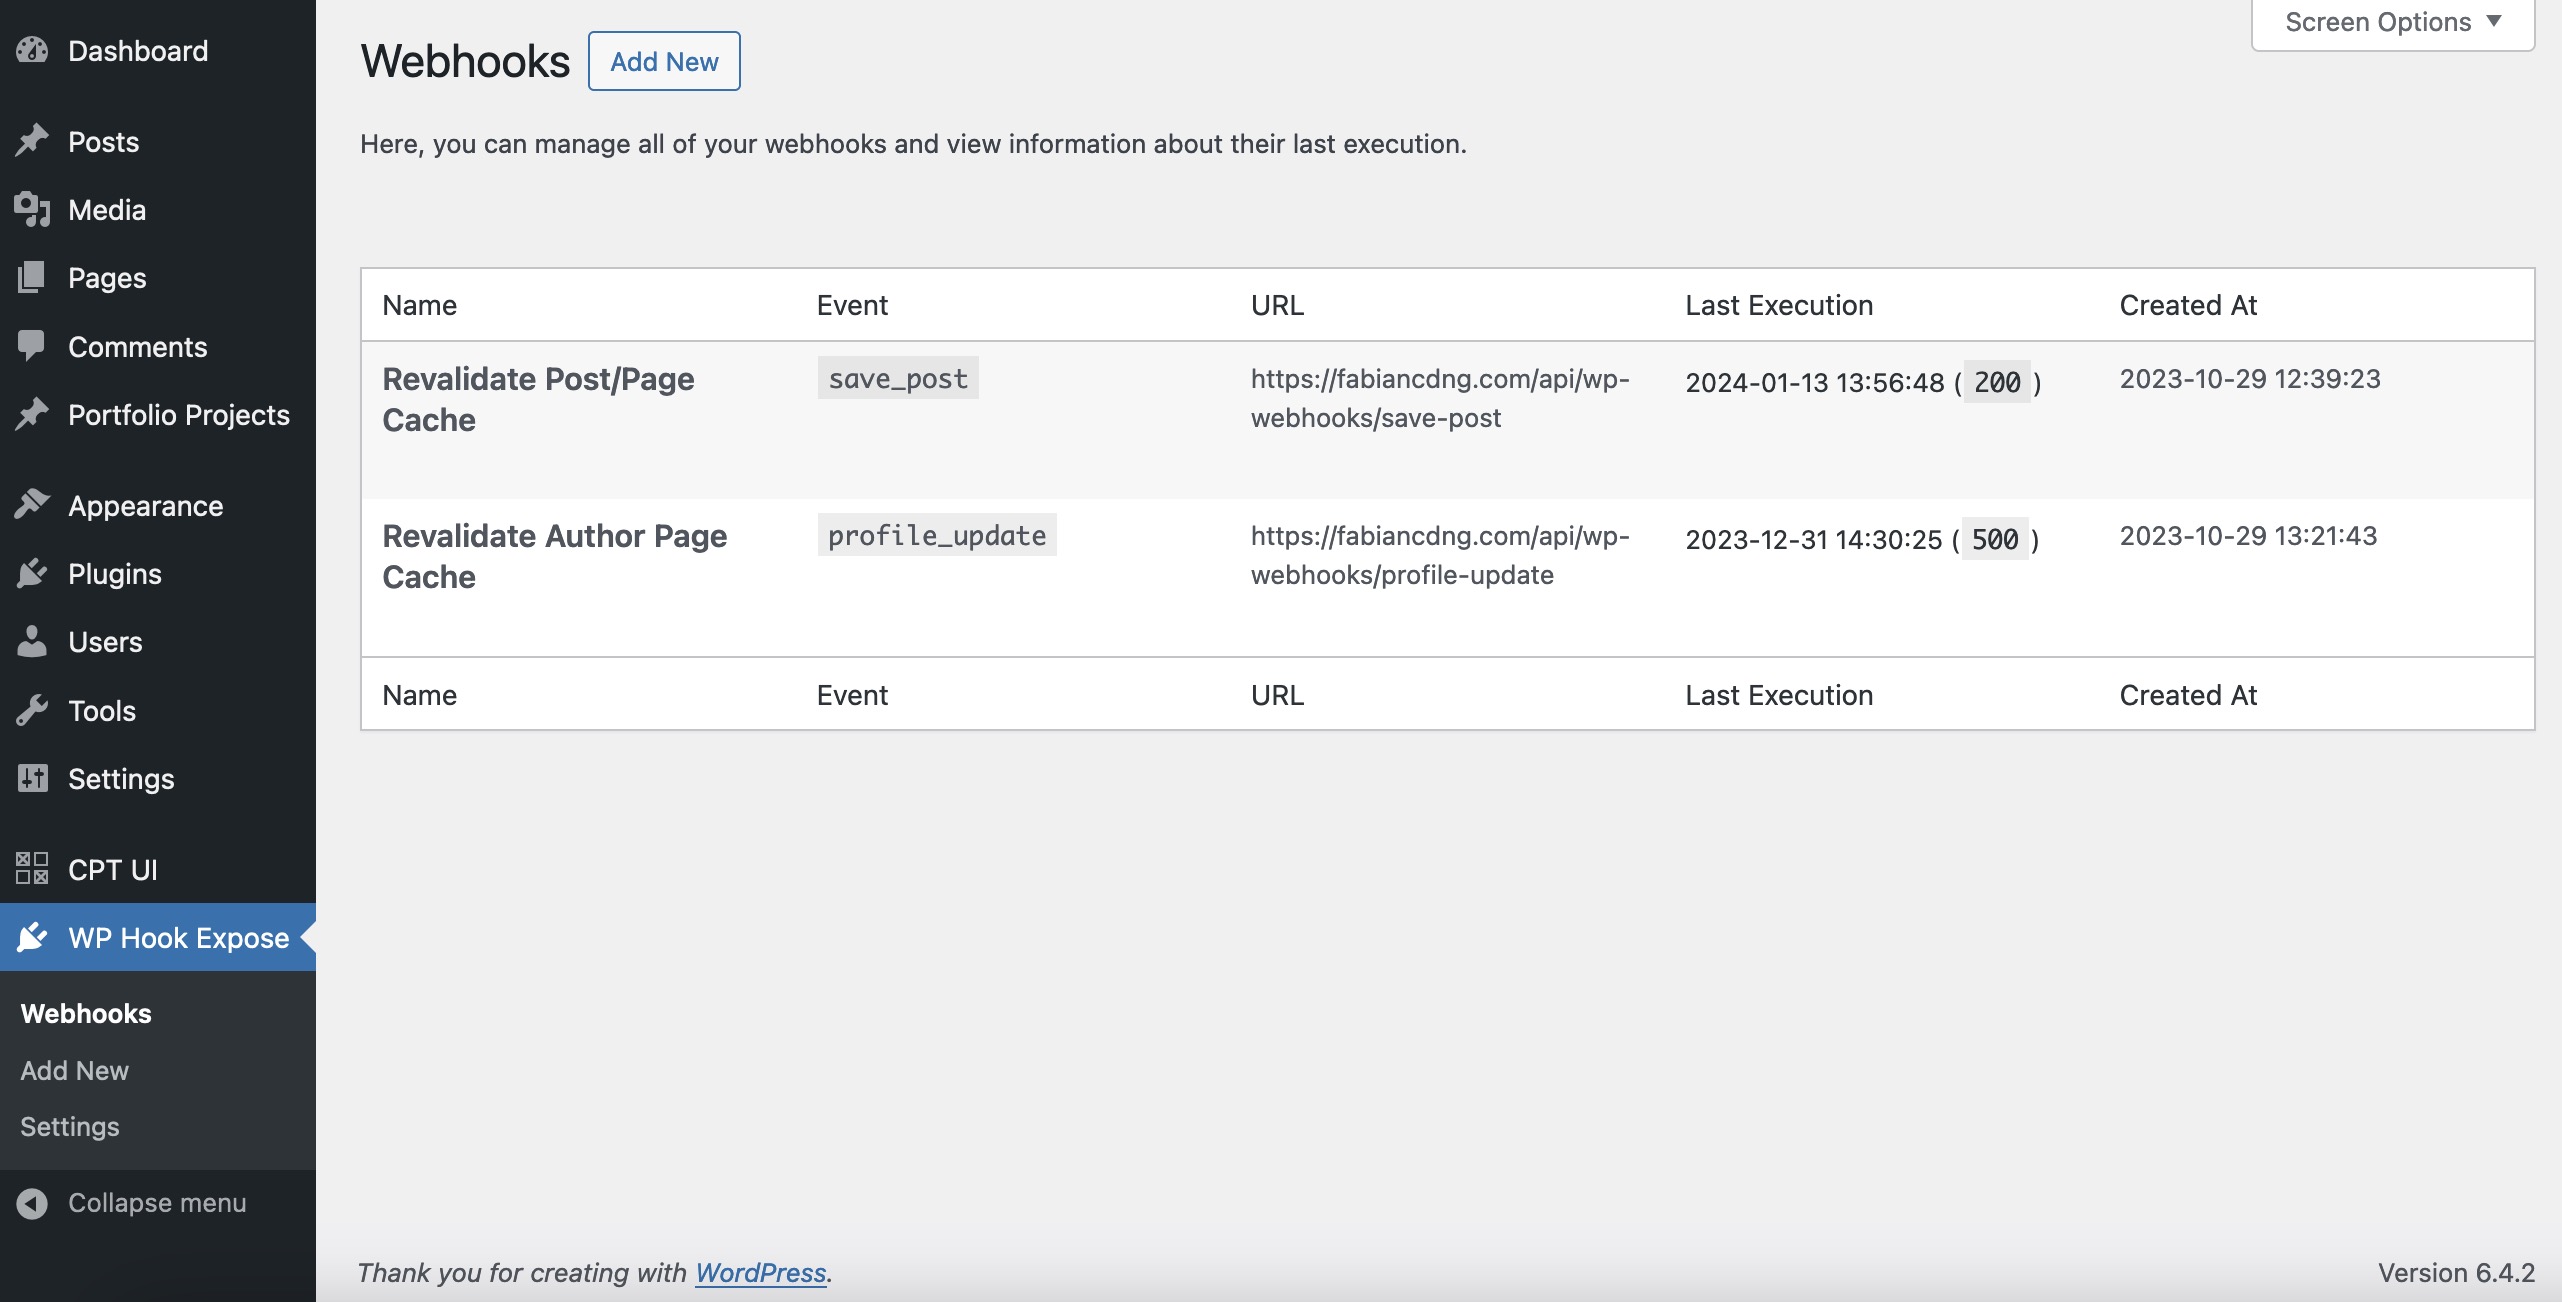 Dashboard
Posts
Media
Pages
Comments
Portfolio Projects
Appearance
Plugins
Users
Tools
Settings
CPT UI
WP Hook Expose
Webhooks
Add New
Settings
Collapse menu
Screen Options
Webhooks Add New
Here, you can manage all of your webhooks and view information about their last execution.
Name Event URL Last Execution Created At
Revalidate Post/Page save_post https://fabiancdng.com/api/wp- 2024-01-13 13:56:48 ( 200 ) 2023-10-29 12:39:23
Cache webhooks/save-post
Revalidate Author Page profile_update https://fabiancdng.com/api/wp- 2023-12-31 14:30:25 ( 500 ) 2023-10-29 13:21:43
Cache webhooks/profile-update
Name Event URL Last Execution Created At
Thank you for creating with WordPress. Version 6.4.2